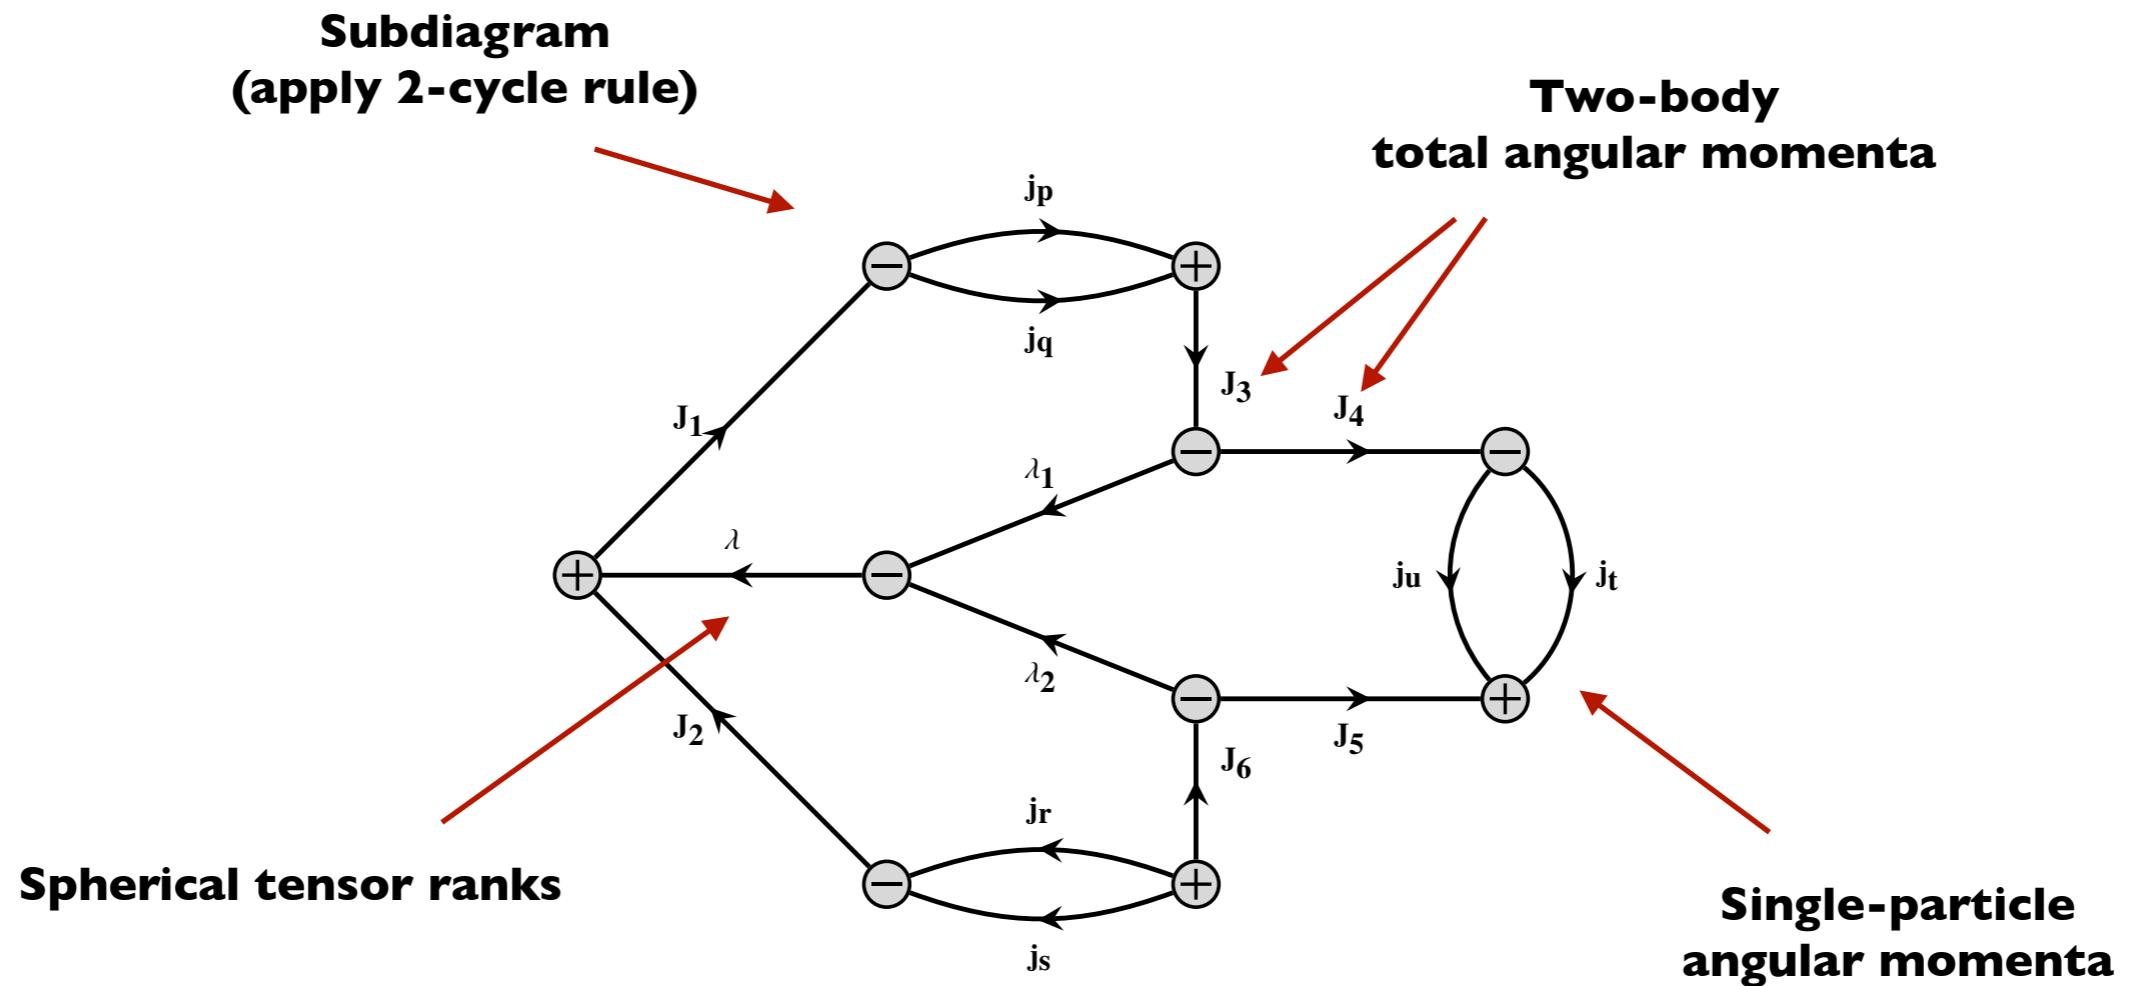 Subdiagram
(apply 2-cycle rule)
Two-body
total angular momenta
jp
jq
J3
J4
J1
λ1
λ
ju
jt
λ2
J2
J5
J6
jr
js
Spherical tensor ranks
Single-particle
angular momenta